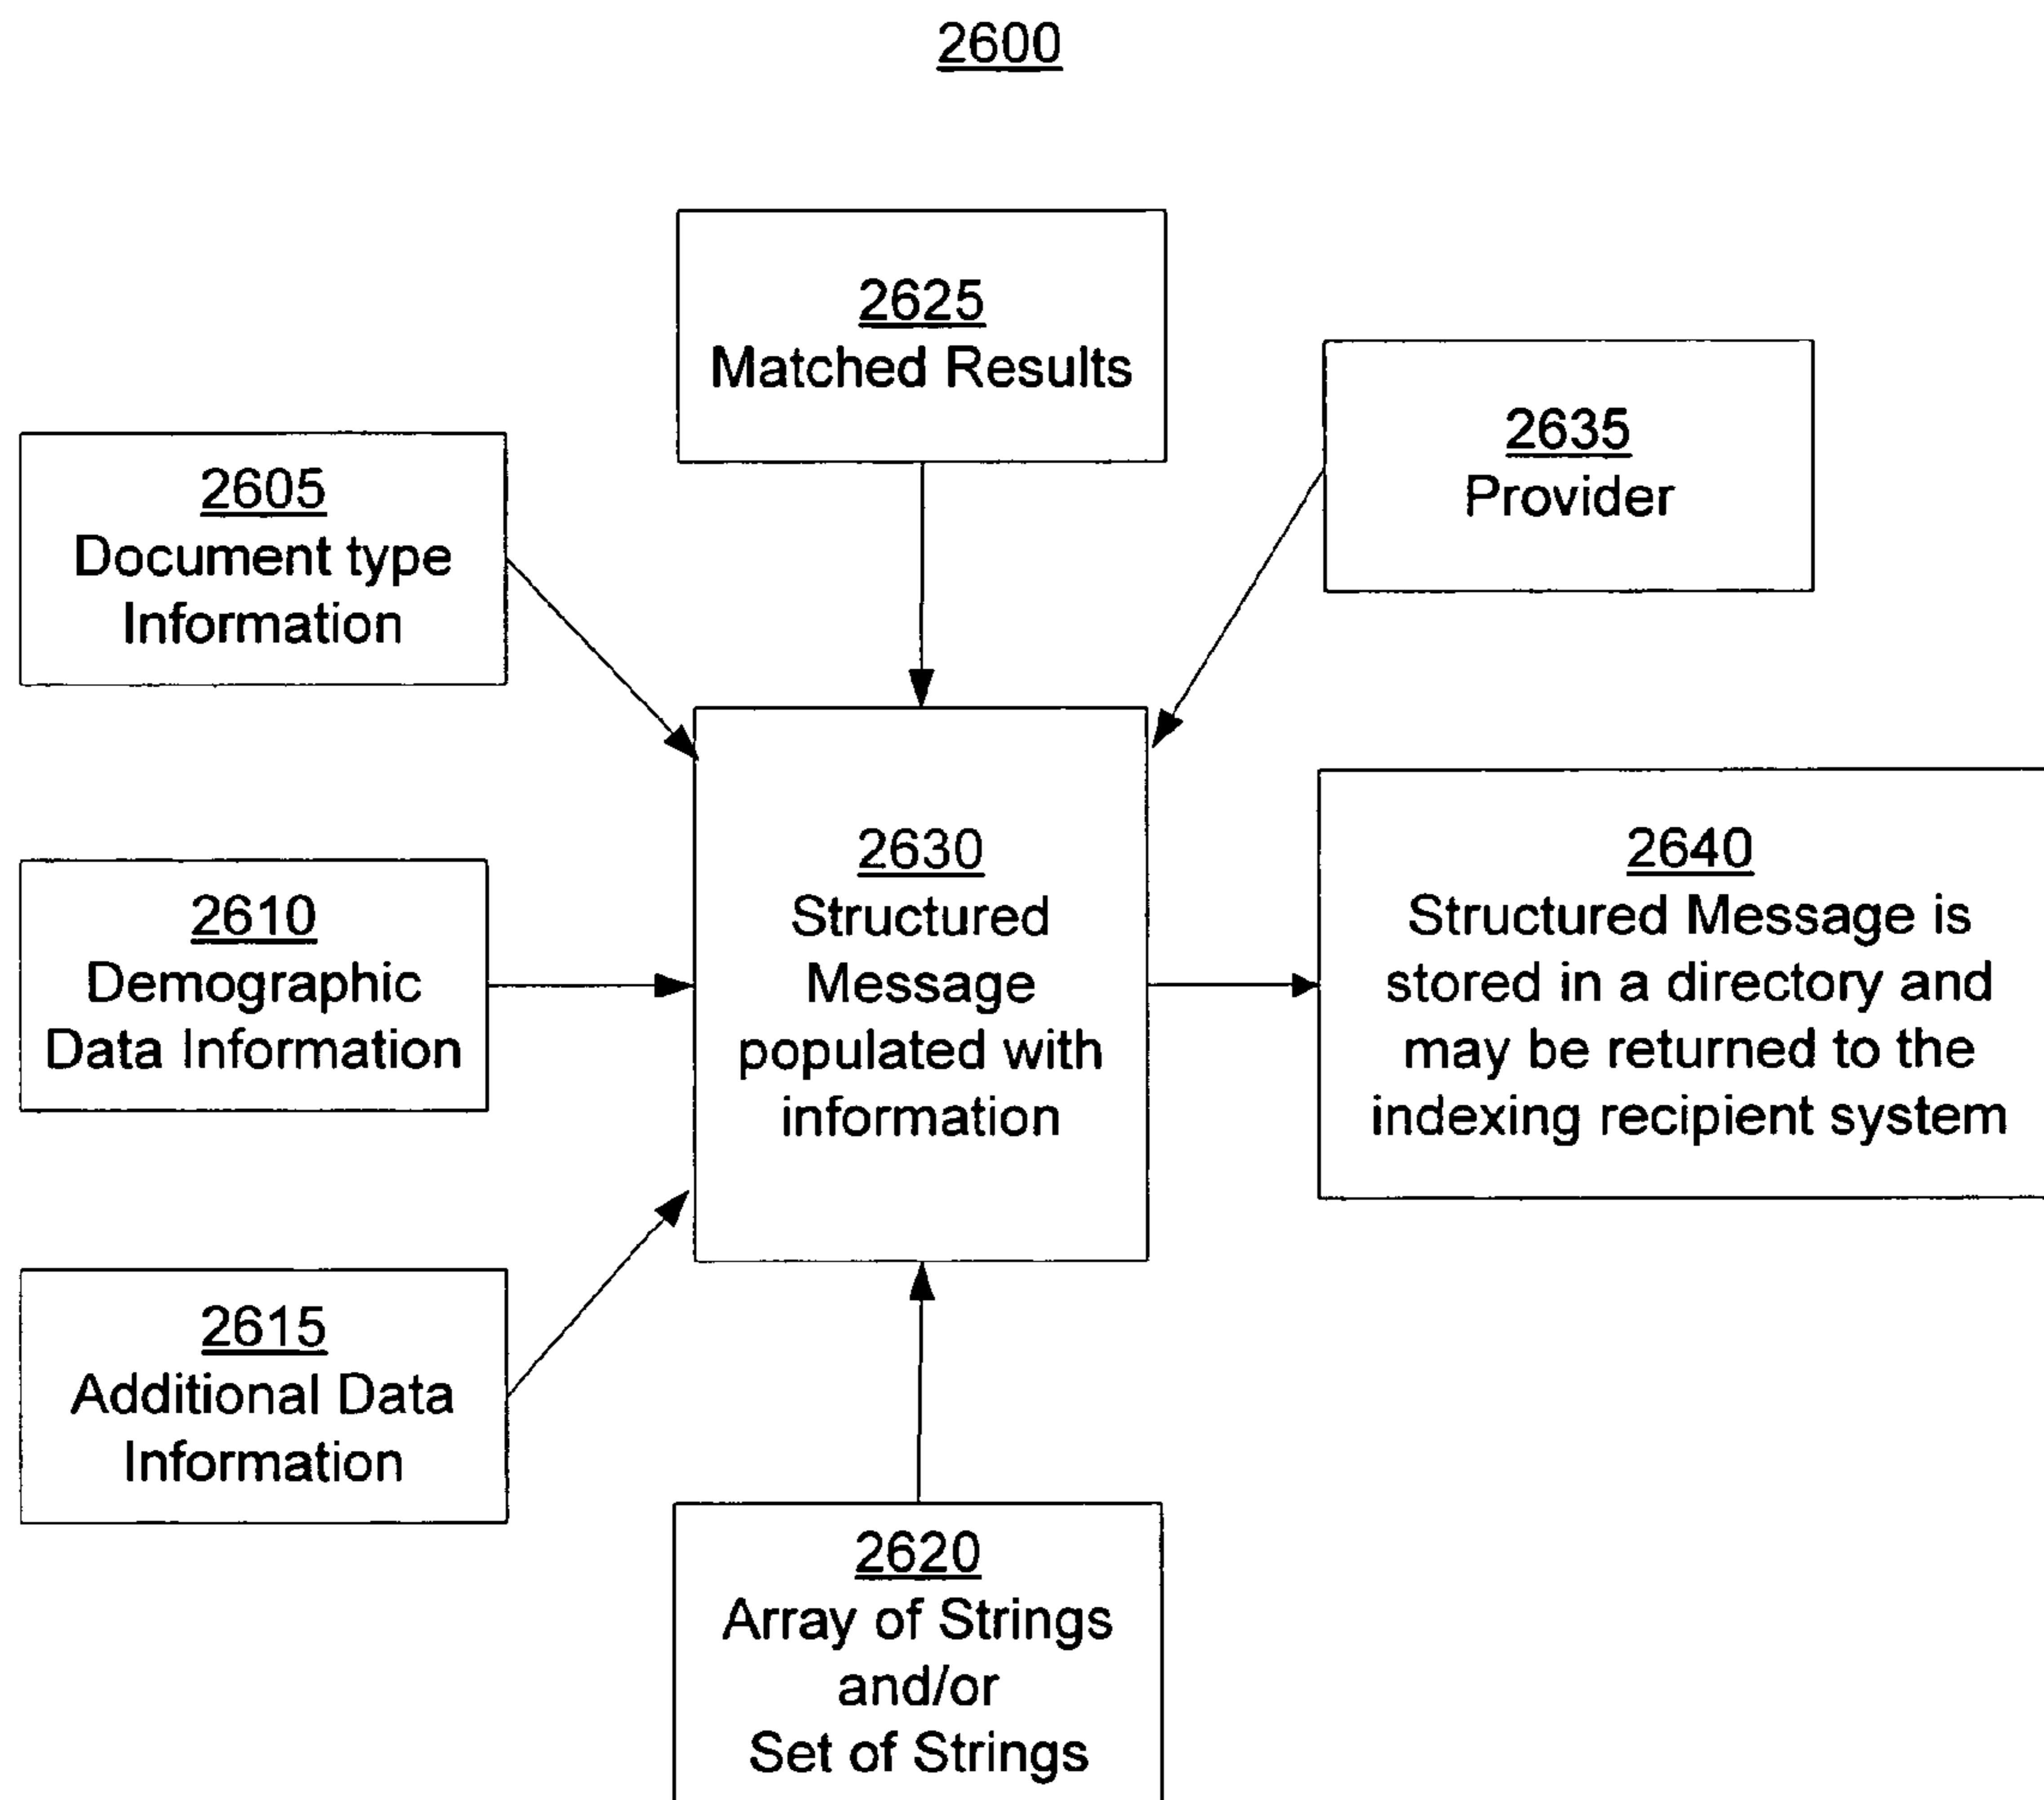 2600
2625
Matched Results
2635
Provider
2605
Document type
Information
2630
Structured
Message
populated with
information
2640
Structured Message is
stored in a directory and
may be returned to the
indexing recipient system
2610
Demographic
Data Information
2615
Additional Data
Information
2620
Array of Strings
and/or
Set of Strings